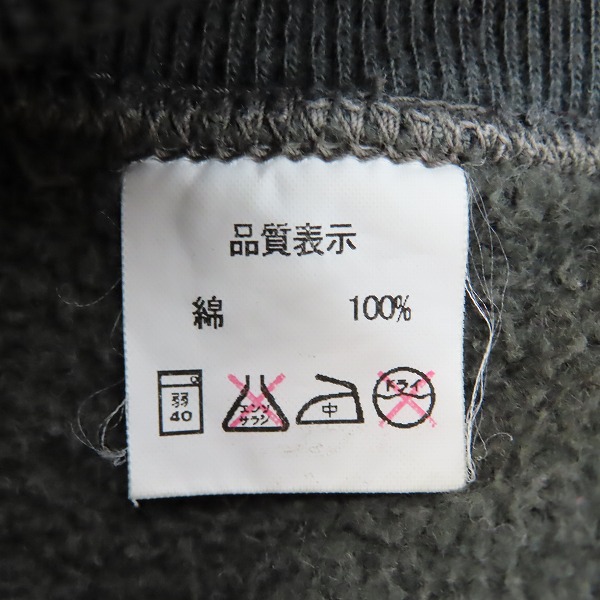 品質表示
綿 100%
弱 40
エンソ サラシ
中
ドライ